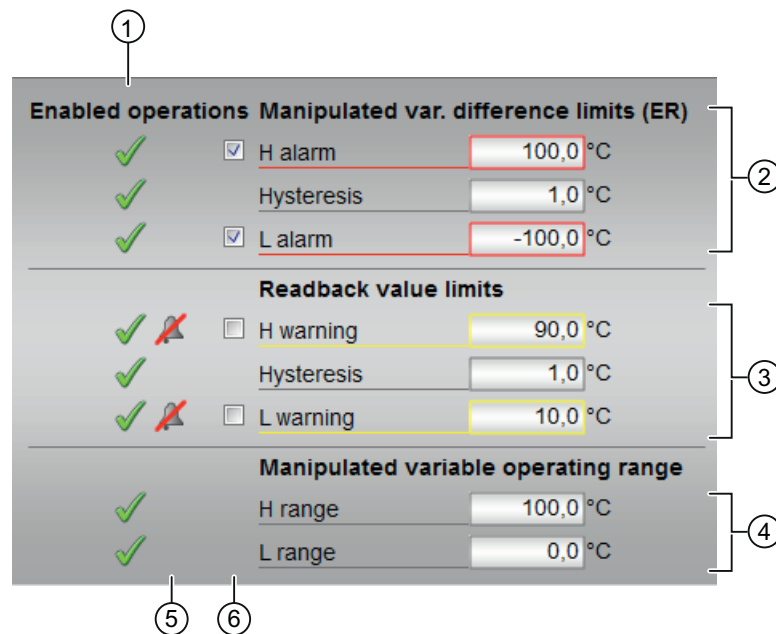 1
Enabled operations Manipulated var. difference limits (ER)
H alarm 100,0 °C
Hysteresis 1,0 °C
L alarm -100,0 °C
2
Readback value limits
H warning 90,0 °C
Hysteresis 1,0 °C
L warning 10,0 °C
3
Manipulated variable operating range
H range 100,0 °C
L range 0,0 °C
4
5 6